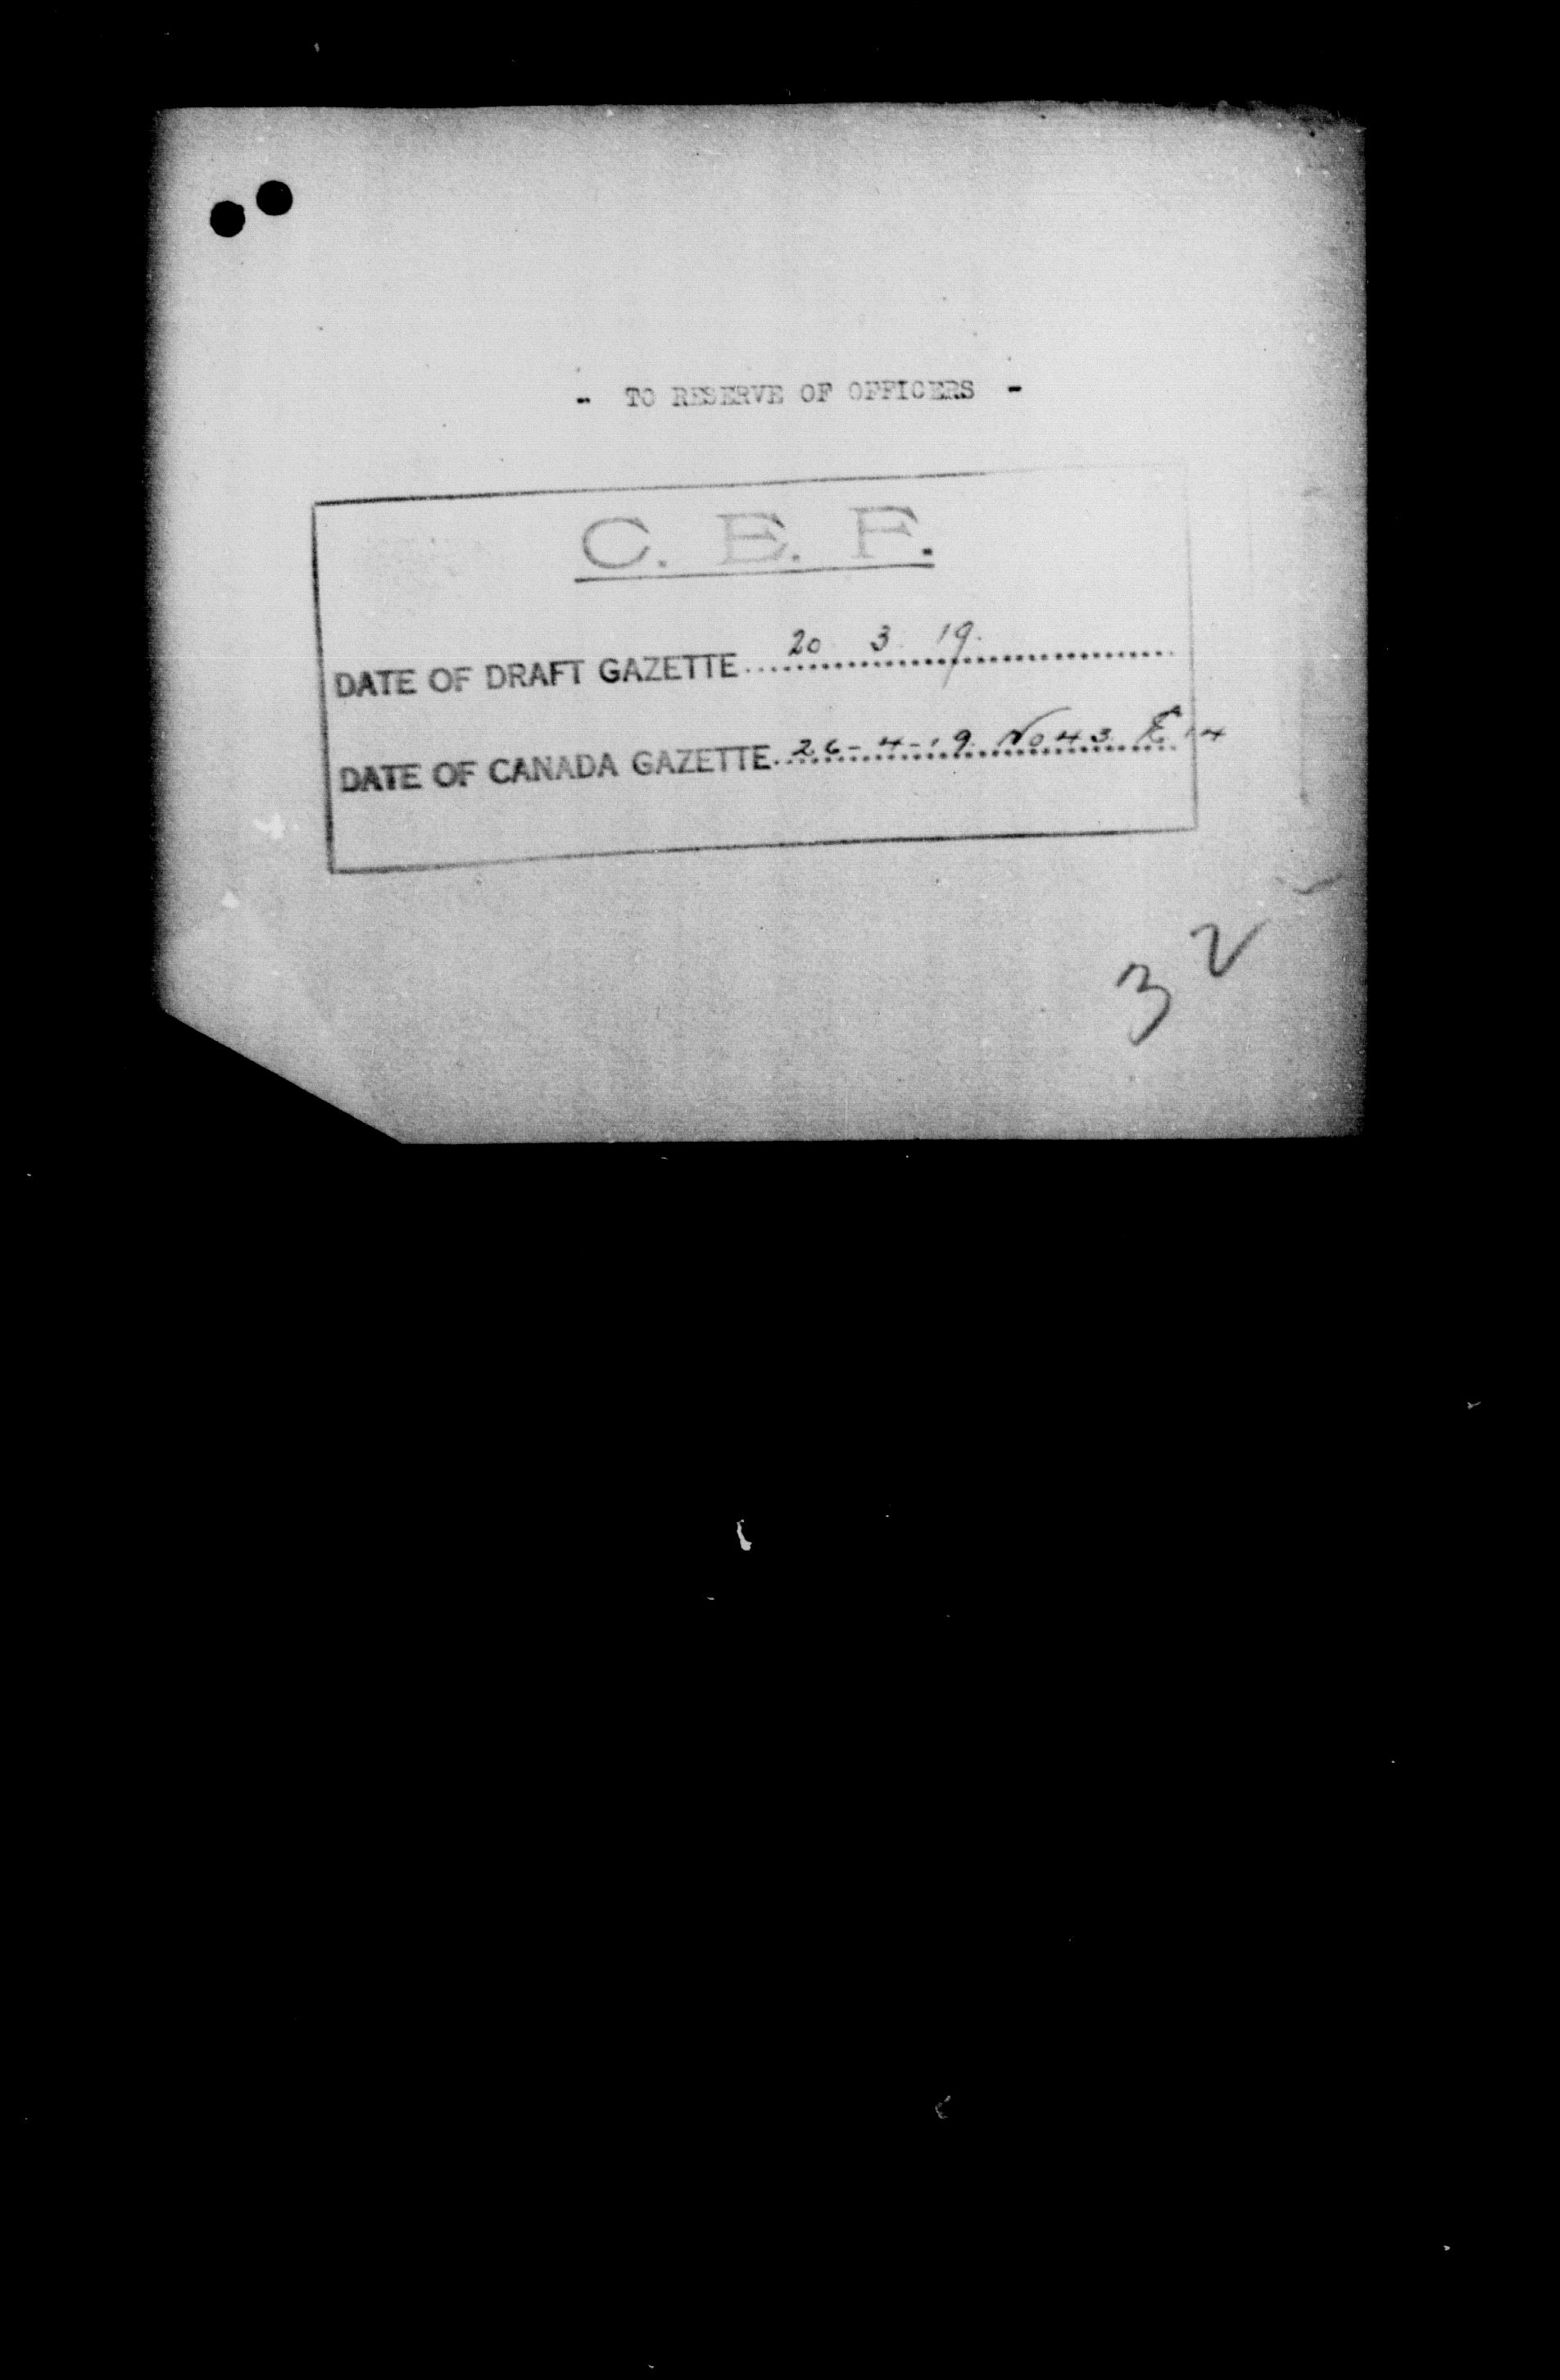 - TO RESERVE OF OFFICERS -
C. E. F.
DATE OF DRAFT GAZETTE 20 3 19.
DATE OF CANADA GAZETTE 26-4-19 No 43 14
32